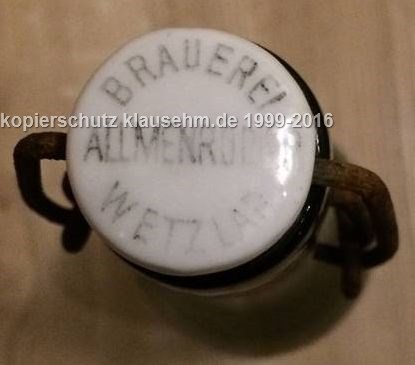 BRAUEREI
kopierschutz klausehm.de 1999-2016
WETZLAR